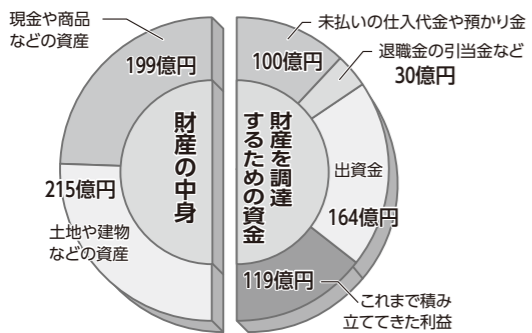 現金や商品
などの資産
199億円
財産の中身
215億円
土地や建物
などの資産
未払いの仕入代金や預かり金
100億円
退職金の引当金など
30億円
財産を調達
するための資金
出資金
164億円
119億円
これまで積み
立ててきた利益